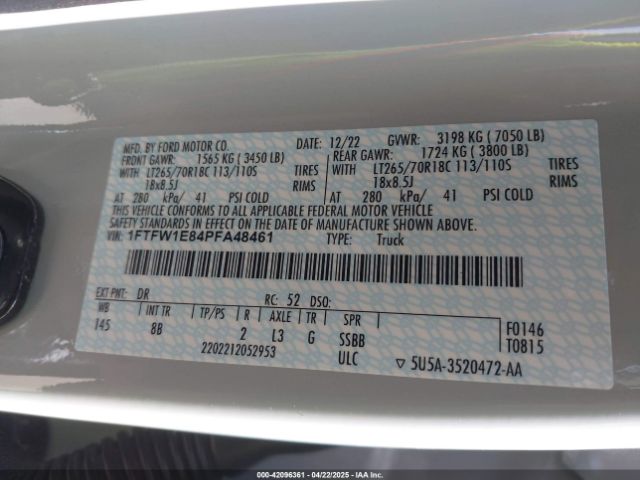 MFD. BY FORD MOTOR CO.
DATE: 12/22 GVWR: 3198 KG ( 7050 LB)
FRONT GAWR: 1565 KG ( 3450 LB) REAR GAWR: 1724 KG ( 3800 LB)
WITH LT265/70R18C 113/110S TIRES WITH LT265/70R18C 113/110S TIRES
18x8.5J RIMS 18x8.5J RIMS
AT 280 kPa/ 41 PSI COLD AT 280 kPa/ 41 PSI COLD
THIS VEHICLE CONFORMS TO ALL APPLICABLE FEDERAL MOTOR VEHICLE
SAFETY STANDARDS IN EFFECT ON THE DATE OF MANUFACTURE SHOWN ABOVE.
VIN: 1FTFW1E84PFA48461
TYPE: Truck
EXT PNT: DR RC: 52 DSO:
WB INT TR TP/PS R AXLE TR SPR F0146
145 8B 2 L3 G SSBB T0815
2202212052953 ULC ▽ 5U5A-3520472-AA
000-42096361 - 04/22/2025 - IAAI.COM